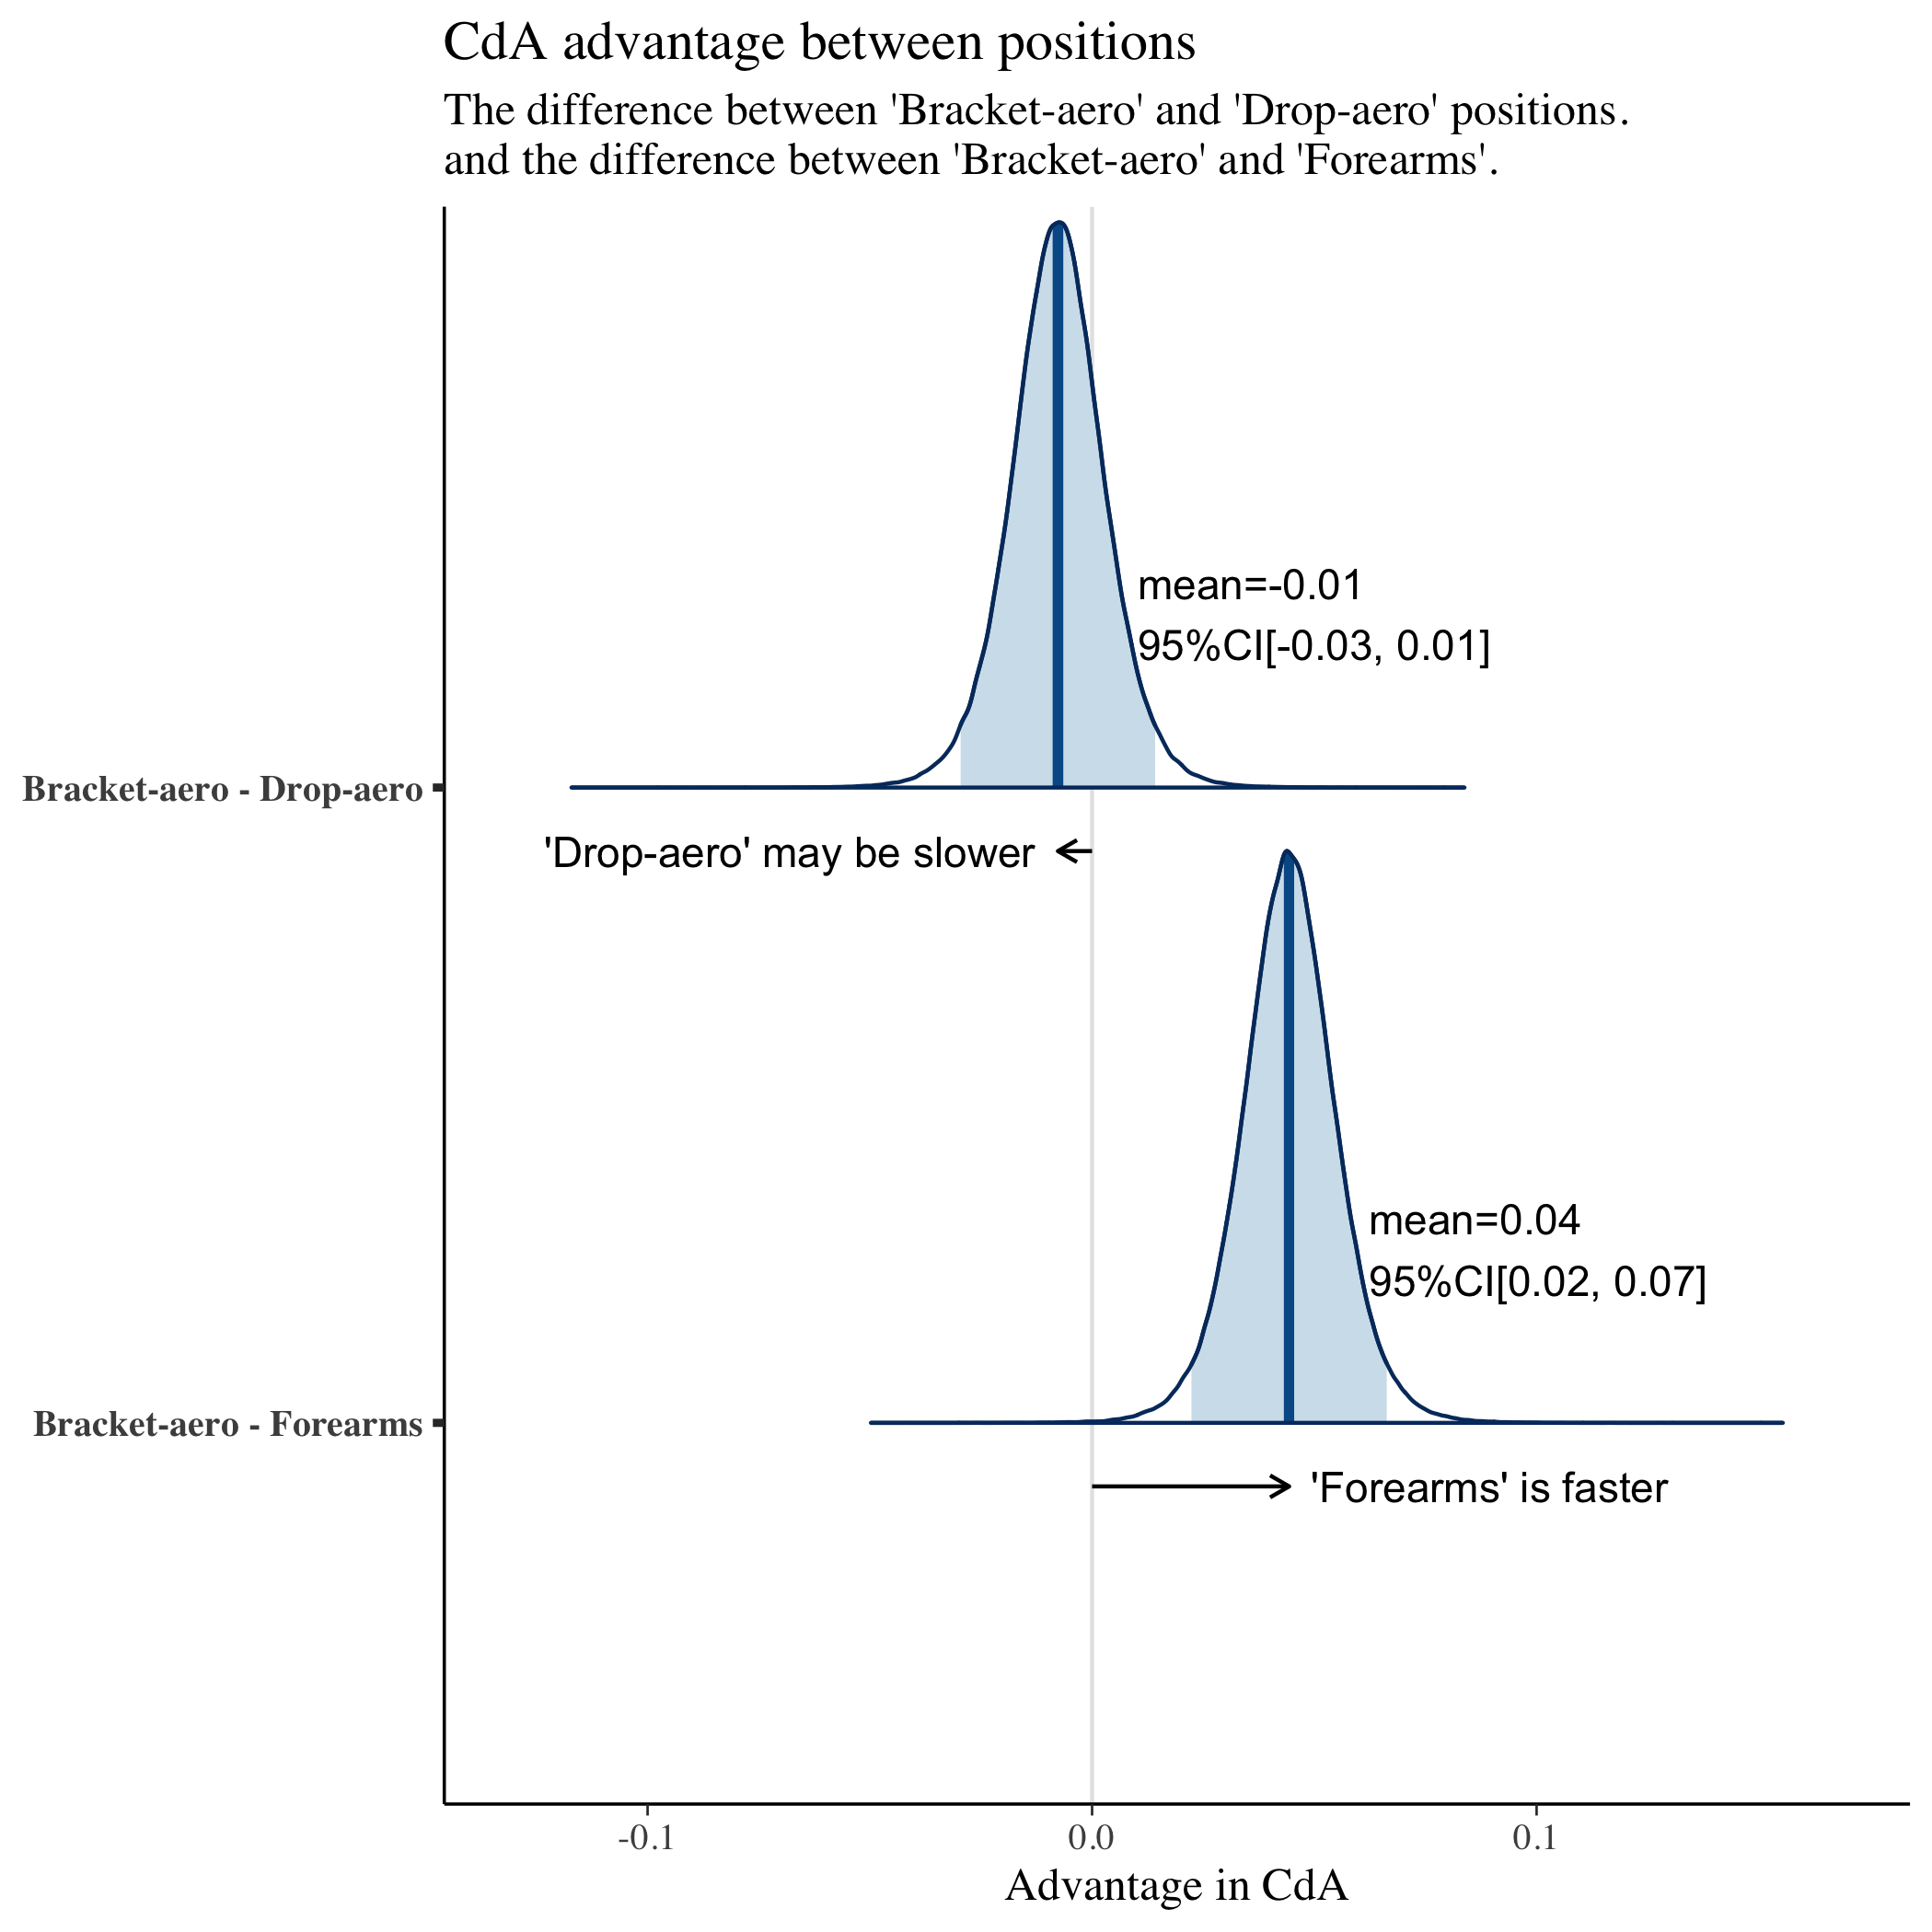 CdA advantage between positions
The difference between 'Bracket-aero' and 'Drop-aero' positions.
and the difference between 'Bracket-aero' and 'Forearms'.
mean=-0.01
95%CI[-0.03, 0.01]
Bracket-aero - Drop-aero
'Drop-aero' may be slower
mean=0.04
95%CI[0.02, 0.07]
Bracket-aero - Forearms
'Forearms' is faster
-0.1 0.0 0.1
Advantage in CdA